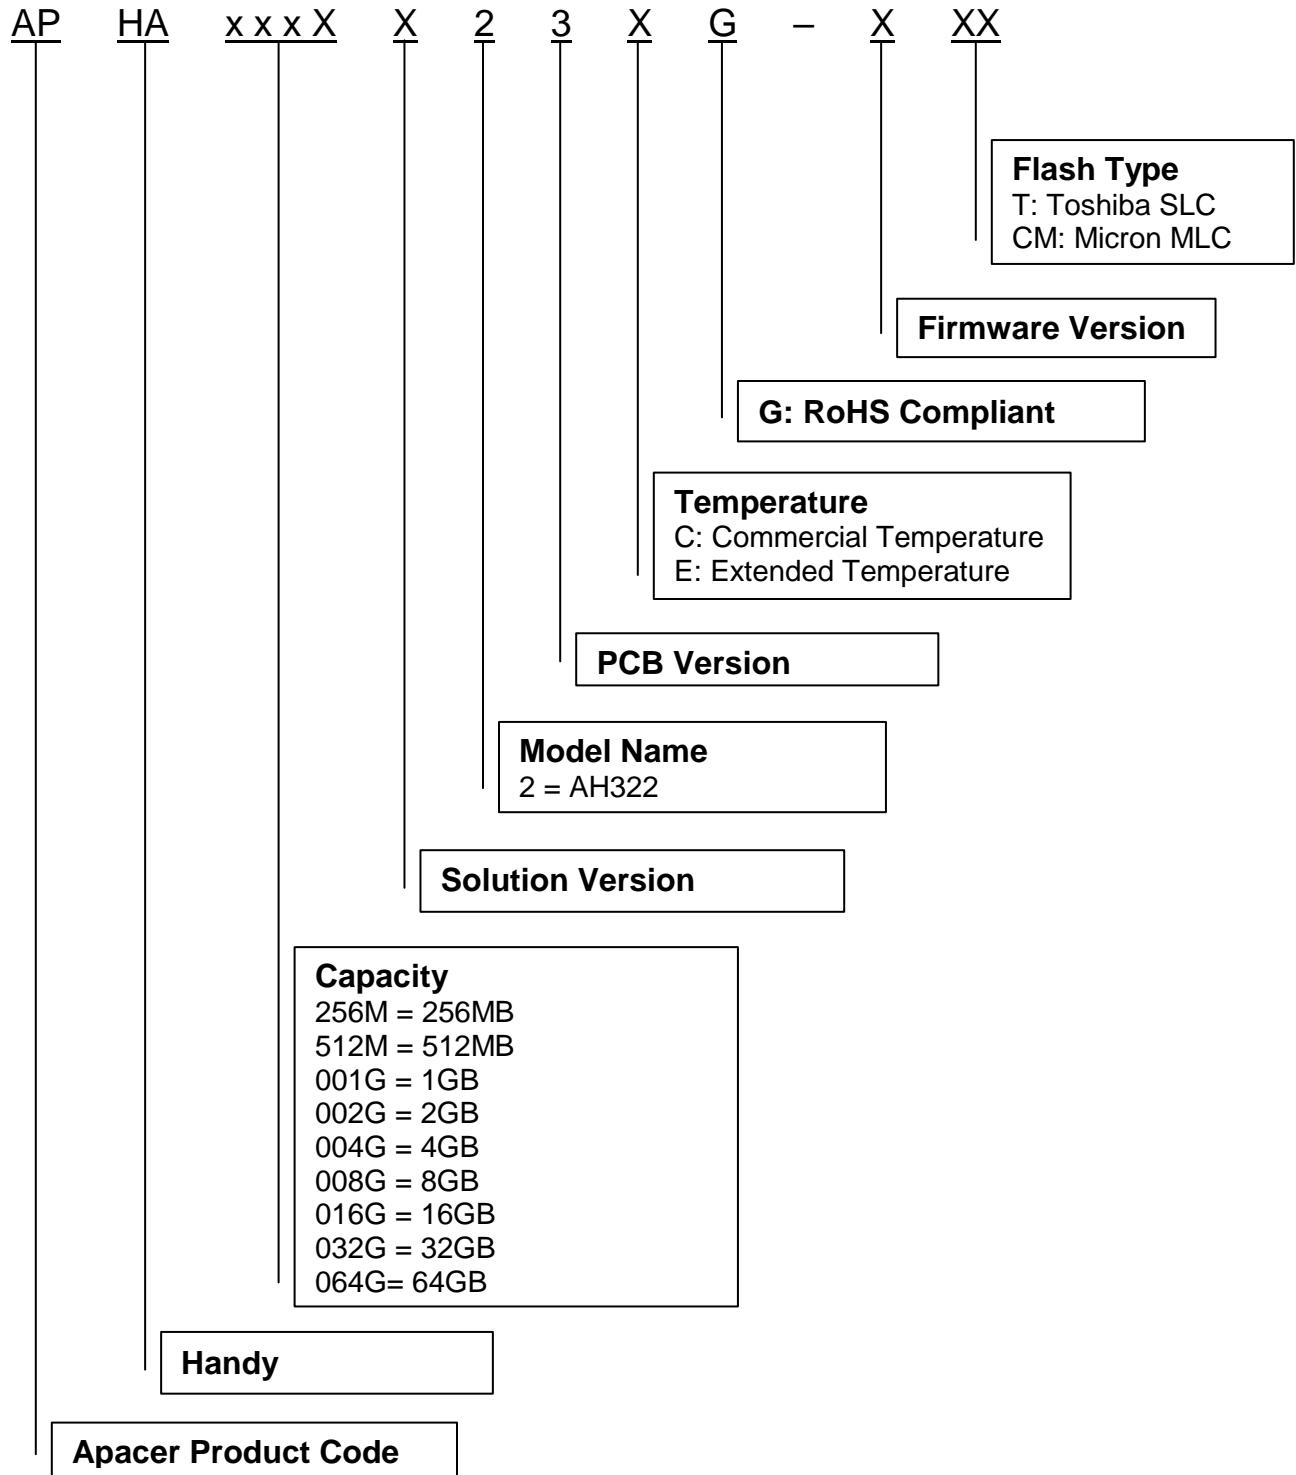 AP HA x x x X X 2 3 X G – X XX
Flash Type
T: Toshiba SLC
CM: Micron MLC
Firmware Version
G: RoHS Compliant
Temperature
C: Commercial Temperature
E: Extended Temperature
PCB Version
Model Name
2 = AH322
Solution Version
Capacity
256M = 256MB
512M = 512MB
001G = 1GB
002G = 2GB
004G = 4GB
008G = 8GB
016G = 16GB
032G = 32GB
064G= 64GB
Handy
Apacer Product Code